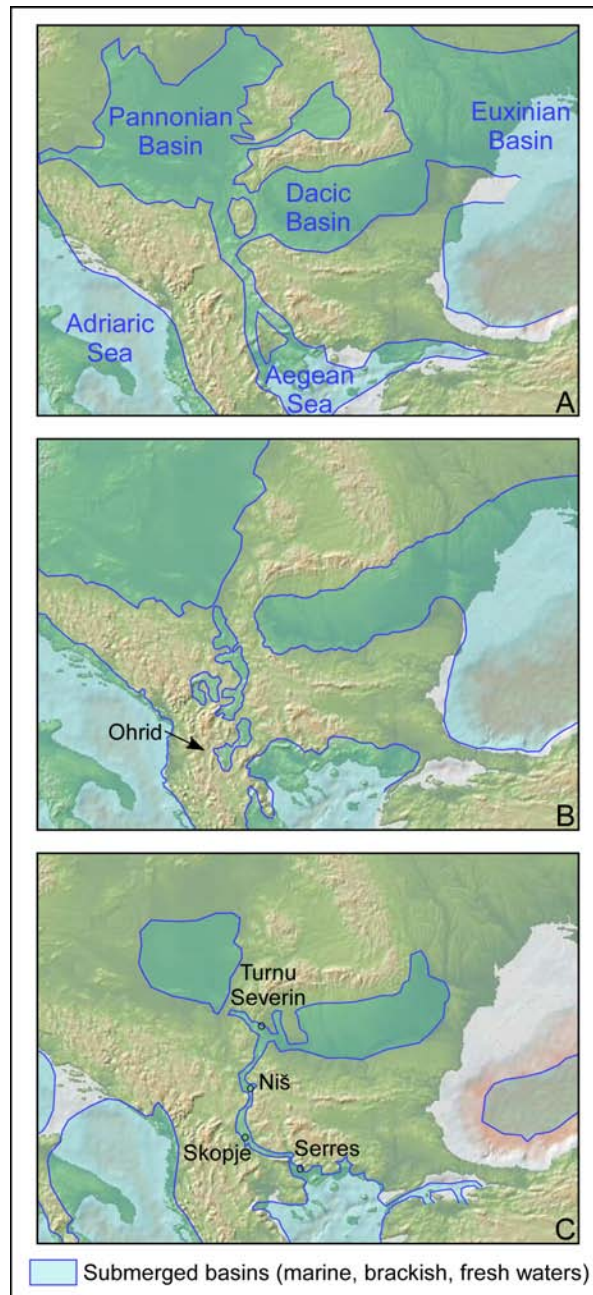 Pannonian
Basin
Euxinian
Basin
Dacic
Basin
Adriaric
Sea
Aegean
Sea
A
Ohrid
B
Turnu
Severin
Niš
Skopje
Serres
C
Submerged basins (marine, brackish, fresh waters)